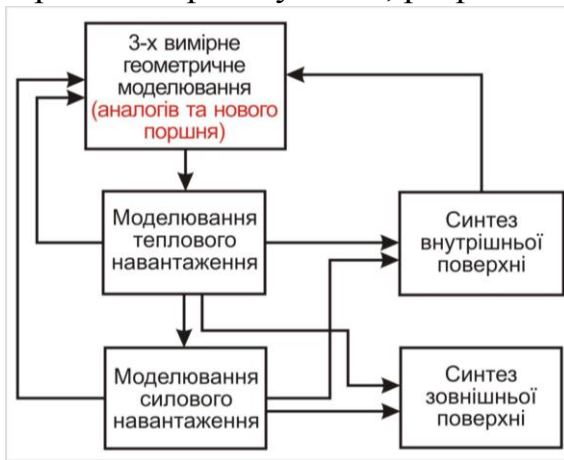 3-х вимірне
геометричне
моделювання
(аналогів та нового
поршня)
Моделювання
теплового
навантаження
Синтез
внутрішньої
поверхні
Моделювання
силового
навантаження
Синтез
зовнішньої
поверхні